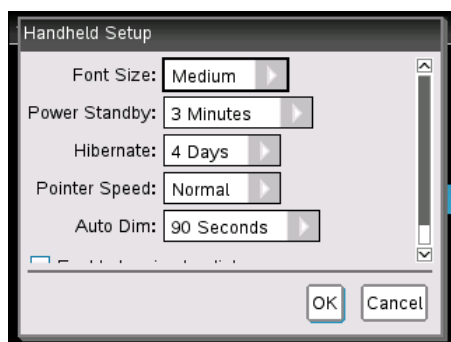 Handheld Setup
Font Size: Medium
Power Standby: 3 Minutes
Hibernate: 4 Days
Pointer Speed: Normal
Auto Dim: 90 Seconds
OK Cancel